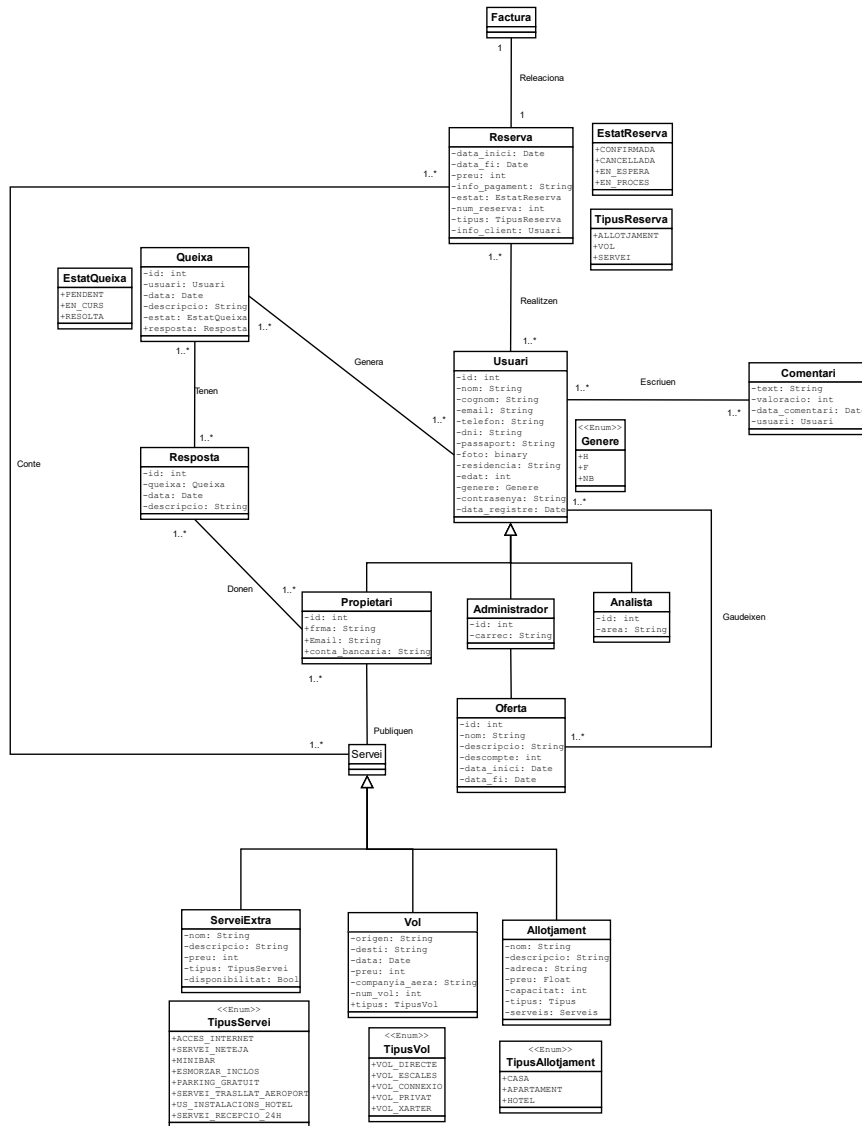 Factura
1
Releaciona
1
Reserva
-data_inici: Date
-data_fi: Date
-preu: int
-info_pagament: String
-estat: EstatReserva
-num_reserva: int
-tipus: TipusReserva
-info_client: Usuari
1..*
1..*
EstatReserva
+CONFIRMADA
+CANCELLADA
+EN_ESPERA
+EN_PROCES
TipusReserva
+ALLOTJAMENT
+VOL
+SERVEI
Queixa
-id: int
-usuari: Usuari
-data: Date
-descripcio: String
-estat: EstatQueixa
+resposta: Resposta
EstatQueixa
+PENDENT
+EN_CURS
+RESOLTA
1..*
1..*
Realitzen
1..*
Genera
1..*
Tenen
1..*
Usuari
-id: int
-nom: String
-cognom: String
-email: String
-telefon: String
-dni: String
-passaport: String
-foto: binary
-residencia: String
-edat: int
-genere: Genere
-contrasenya: String
-data_registre: Date
1..*
Escriuen
1..*
Comentari
-text: String
-valoracio: int
-data_comentari: Date
-usuari: Usuari
<<Enum>>
Genere
+H
+F
+NB
1..*
Gaudeixen
1..*
Conte
1..*
Resposta
-id: int
-queixa: Queixa
-data: Date
-descripcio: String
1..*
Donen
1..*
Propietari
-id: int
+frma: String
+Email: String
+conta_bancaria: String
1..*
Publiquen
Administrador
-id: int
-carrec: String
Analista
-id: int
-area: String
Oferta
-id: int
-nom: String
-descripcio: String
-descompte: int
-data_inici: Date
-data_fi: Date
Servei
ServeiExtra
-nom: String
-descripcio: String
-preu: int
-tipus: TipusServei
-disponibilitat: Bool
Vol
-origen: String
-desti: String
-data: Date
-preu: int
-companyia_aera: String
-num_vol: int
+tipus: TipusVol
Allotjament
-nom: String
-descripcio: String
-adreca: String
-preu: Float
-capacitat: int
-tipus: Tipus
-serveis: Serveis
<<Enum>>
TipusServei
+ACCES_INTERNET
+SERVEI_NETEJA
+MINIBAR
+ESMORZAR_INCLOS
+PARKING_GRATUIT
+SERVEI_TRASLLAT_AEROPORT
+US_INSTALACIONS_HOTEL
+SERVEI_RECEPCIO_24H
<<Enum>>
TipusVol
+VOL_DIRECTE
+VOL_ESCALES
+VOL_CONNEXIO
+VOL_PRIVAT
+VOL_XARTER
<<Enum>>
TipusAllotjament
+CASA
+APARTAMENT
+HOTEL